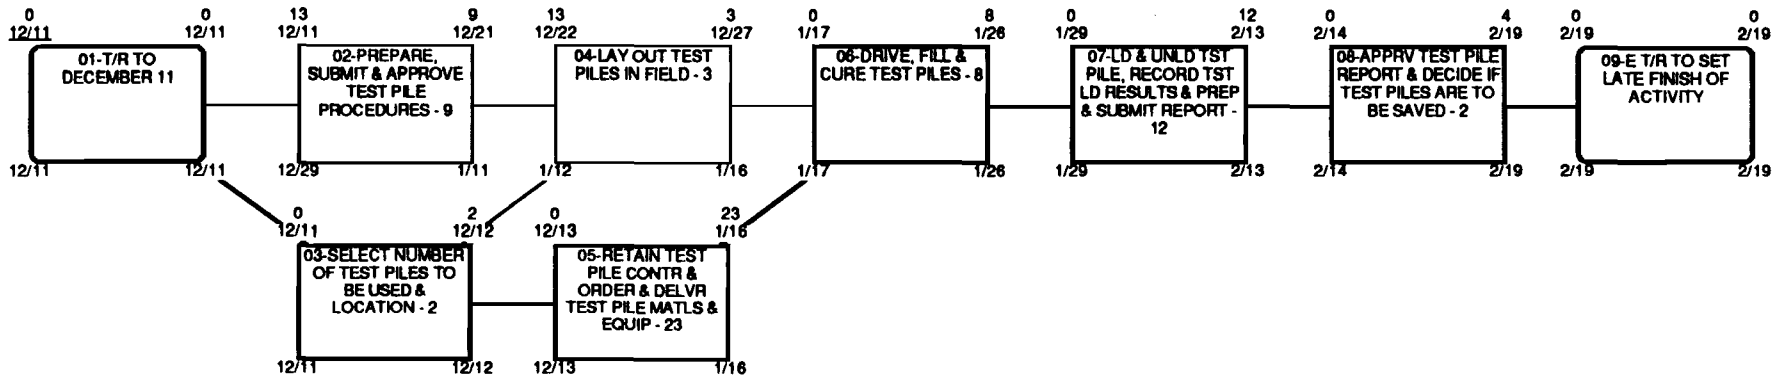 0 0
12/11 12/11
01-T/R TO
DECEMBER 11
12/11 12/11
13 9
12/11 12/21
02-PREPARE,
SUBMIT & APPROVE
TEST PILE
PROCEDURES - 9
12/29 1/11
13 3
12/22 12/27
04-LAY OUT TEST
PILES IN FIELD - 3
1/12 1/16
0 8
1/17 1/26
06-DRIVE, FILL &
CURE TEST PILES - 8
1/17 1/26
0 12
1/29 2/13
07-LD & UNLD TST
PILE, RECORD TST
LD RESULTS & PREP
& SUBMIT REPORT -
12
1/29 2/13
0 4
2/14 2/19
08-APPRV TEST PILE
REPORT & DECIDE IF
TEST PILES ARE TO
BE SAVED - 2
2/14 2/19
0 0
2/19 2/19
09-E T/R TO SET
LATE FINISH OF
ACTIVITY
2/19 2/19
0 2
12/11 12/12
03-SELECT NUMBER
OF TEST PILES TO
BE USED &
LOCATION - 2
12/11 12/12
0 23
12/13 1/16
05-RETAIN TEST
PILE CONTR &
ORDER & DELVR
TEST PILE MATLS &
EQUIP - 23
12/13 1/16